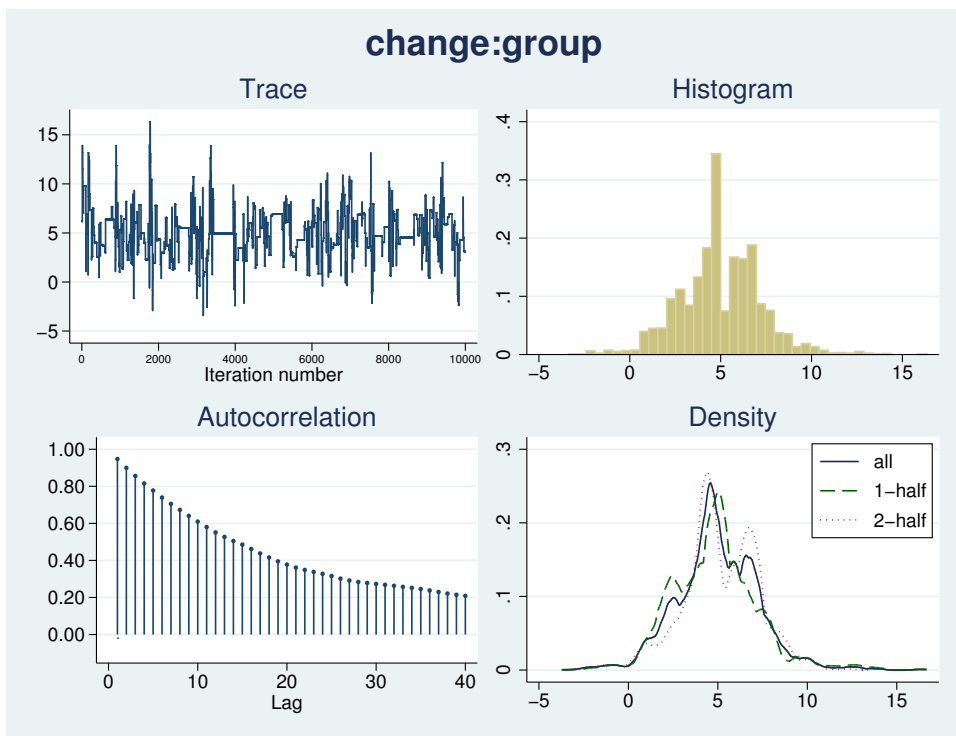 change:group
Trace
15
10
5
0
−5
0 2000 4000 6000 8000 10000
Iteration number
Histogram
.4
.3
.2
.1
0
−5 0 5 10 15
Autocorrelation
1.00
0.80
0.60
0.40
0.20
0.00
0 10 20 30 40
Lag
Density
.3
.2
.1
0
−5 0 5 10 15
all
1−half
2−half